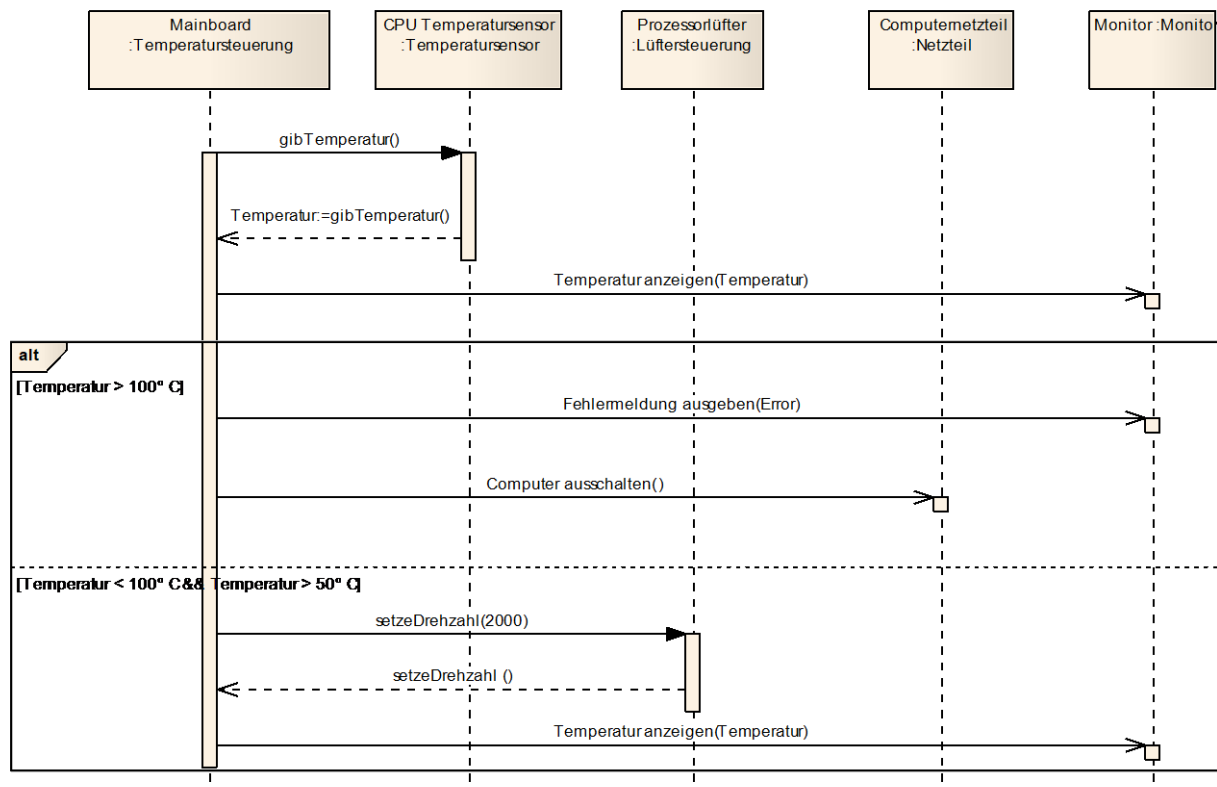 Mainboard
:Temperatursteuerung
CPU Temperatursensor
:Temperatursensor
Prozessorlüfter
:Lüftersteuerung
Computernetzteil
:Netzteil
Monitor :Monitor
gibTemperatur()
Temperatur:=gibTemperatur()
Temperatur anzeigen(Temperatur)
alt
[Temperatur > 100° C]
Fehlermeldung ausgeben(Error)
Computer ausschalten()
[Temperatur < 100° C&& Temperatur > 50° C]
setzeDrehzahl(2000)
setzeDrehzahl ()
Temperatur anzeigen(Temperatur)